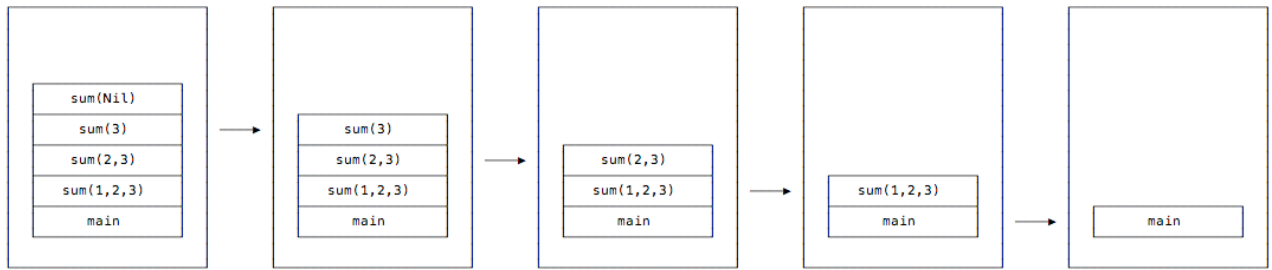 sum(Nil)
sum(3)
sum(2,3)
sum(1,2,3)
main
sum(3)
sum(2,3)
sum(1,2,3)
main
sum(2,3)
sum(1,2,3)
main
sum(1,2,3)
main
main